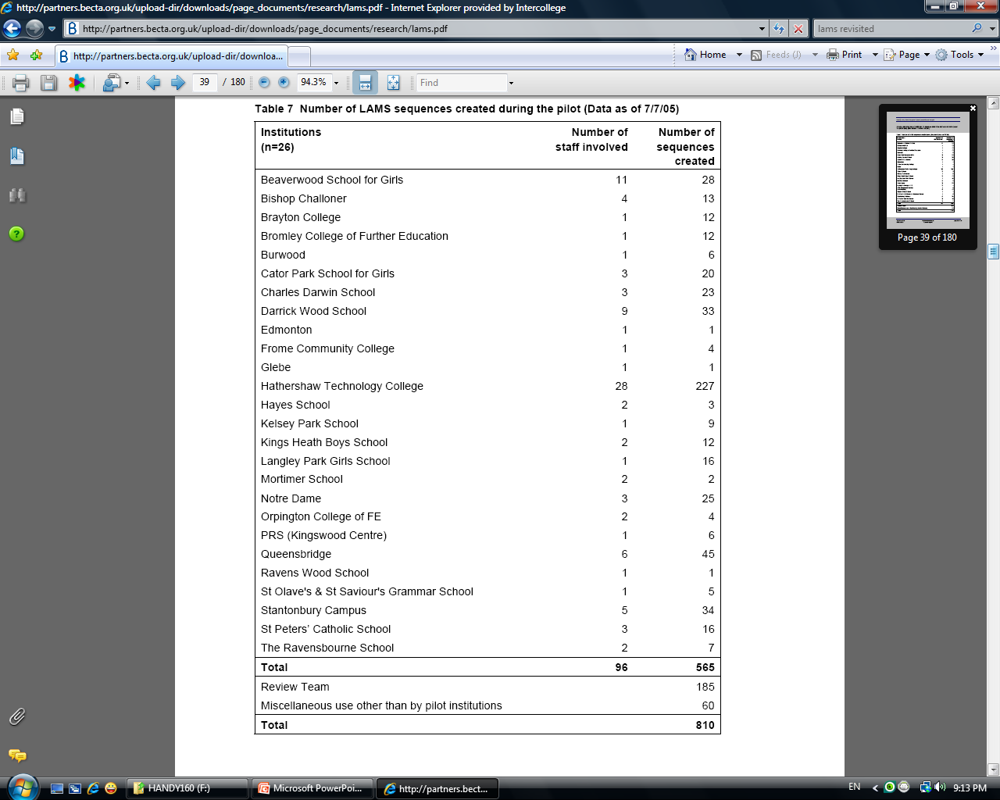 http://partners.becta.org.uk/upload-dir/downloads/page_documents/research/lams.pdf - Internet Explorer provided by Intercollege
http://partners.becta.org.uk/upload-dir/downloads/page_documents/research/lams.pdf
lams revisited
http://partners.becta.org.uk/upload-dir/downloa...
Home Feeds (J) Print Page Tools
39 / 180 94.3% Find
Table 7 Number of LAMS sequences created during the pilot (Data as of 7/7/05)
Institutions Number of Number of
(n=26) staff involved sequences
created
Beaverwood School for Girls 11 28
Bishop Challoner 4 13
Brayton College 1 12
Bromley College of Further Education 1 12
Burwood 1 6
Cator Park School for Girls 3 20
Charles Darwin School 3 23
Darrick Wood School 9 33
Edmonton 1 1
Frome Community College 1 4
Glebe 1 1
Hathershaw Technology College 28 227
Hayes School 2 3
Kelsey Park School 1 9
Kings Heath Boys School 2 12
Langley Park Girls School 1 16
Mortimer School 2 2
Notre Dame 3 25
Orpington College of FE 2 4
PRS (Kingswood Centre) 1 6
Queensbridge 6 45
Ravens Wood School 1 1
St Olave's & St Saviour's Grammar School 1 5
Stantonbury Campus 5 34
St Peters’ Catholic School 3 16
The Ravensbourne School 2 7
Total 96 565
Review Team 185
Miscellaneous use other than by pilot institutions 60
Total 810
Page 39 of 180
HANDY160 (F:) Microsoft PowerPoi... http://partners.bect... EN 9:13 PM